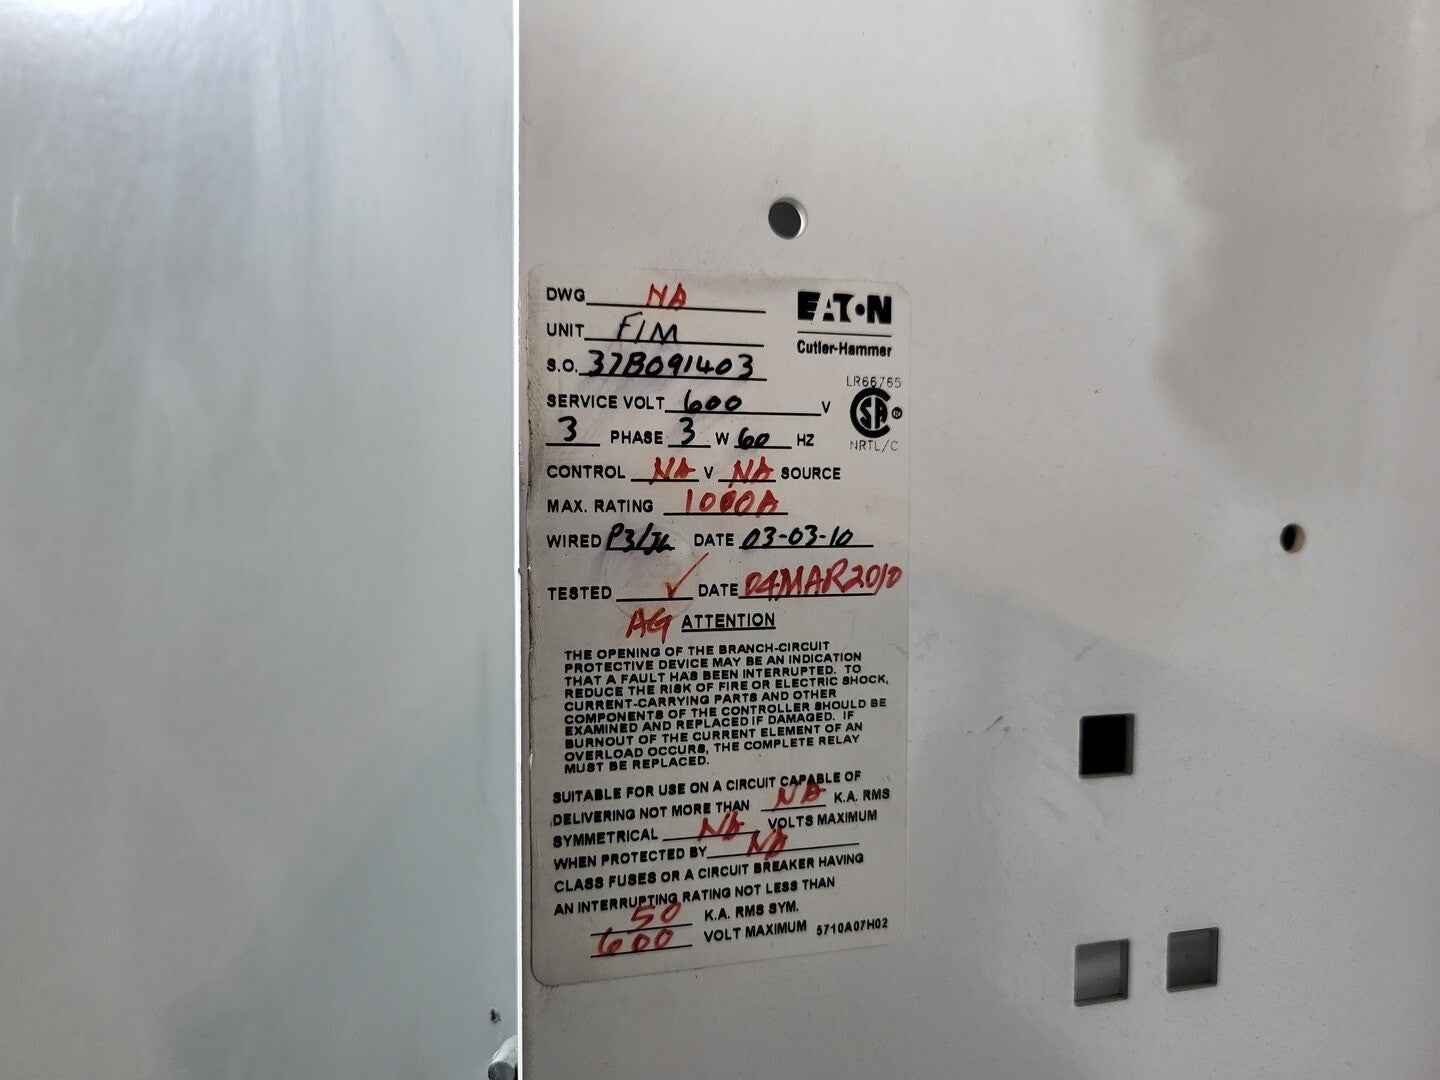 DWG NA
EATON
UNIT F1M
Cutler-Hammer
S.O. 37B091403
LR66765
SERVICE VOLT 600 V
SA ®
3 PHASE 3 W 60 HZ
NRTL/C
CONTROL NA V NA SOURCE
MAX. RATING 1000A
WIRED P3/JL DATE 03-03-10
TESTED ✓ DATE 04MAR2010
AG ATTENTION
THE OPENING OF THE BRANCH-CIRCUIT
PROTECTIVE DEVICE MAY BE AN INDICATION
THAT A FAULT HAS BEEN INTERRUPTED. TO
REDUCE THE RISK OF FIRE OR ELECTRIC SHOCK,
CURRENT-CARRYING PARTS AND OTHER
COMPONENTS OF THE CONTROLLER SHOULD BE
EXAMINED AND REPLACED IF DAMAGED. IF
BURNOUT OF THE CURRENT ELEMENT OF AN
OVERLOAD OCCURS, THE COMPLETE RELAY
MUST BE REPLACED.
SUITABLE FOR USE ON A CIRCUIT CAPABLE OF
DELIVERING NOT MORE THAN NA K.A. RMS
SYMMETRICAL NA VOLTS MAXIMUM
WHEN PROTECTED BY NA
CLASS FUSES OR A CIRCUIT BREAKER HAVING
AN INTERRUPTING RATING NOT LESS THAN
50 K.A. RMS SYM.
600 VOLT MAXIMUM 5710A07H02